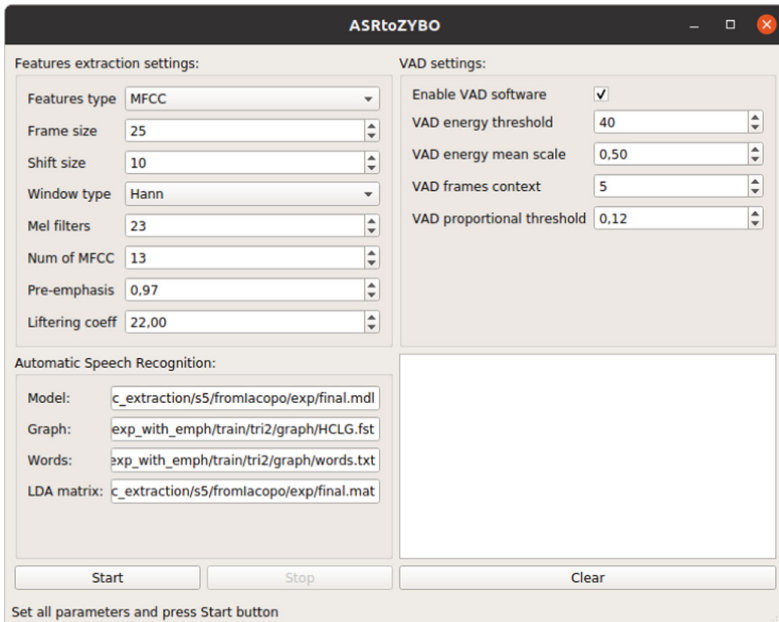 ASRtoZYBO
Features extraction settings:
Features type MFCC
Frame size 25
Shift size 10
Window type Hann
Mel filters 23
Num of MFCC 13
Pre-emphasis 0,97
Liftering coeff 22,00
VAD settings:
Enable VAD software
VAD energy threshold 40
VAD energy mean scale 0,50
VAD frames context 5
VAD proportional threshold 0,12
Automatic Speech Recognition:
Model: c_extraction/s5/fromIacopo/exp/final.mdl
Graph: exp_with_emph/train/tri2/graph/HCLG.fst
Words: exp_with_emph/train/tri2/graph/words.txt
LDA matrix: c_extraction/s5/fromIacopo/exp/final.mat
Start
Stop
Clear
Set all parameters and press Start button